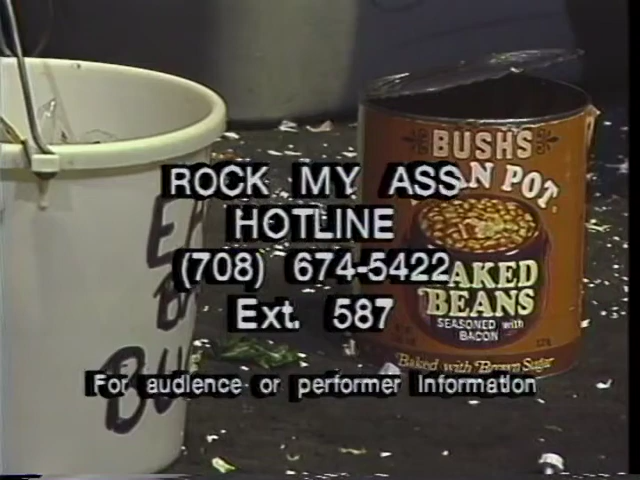 ROCK MY ASS
HOTLINE
(708) 674-5422
Ext. 587
For audience or performer Information
BUSHS
POT
BAKED
BEANS
SEASONED with
BACON
Baked with Brown Sugar